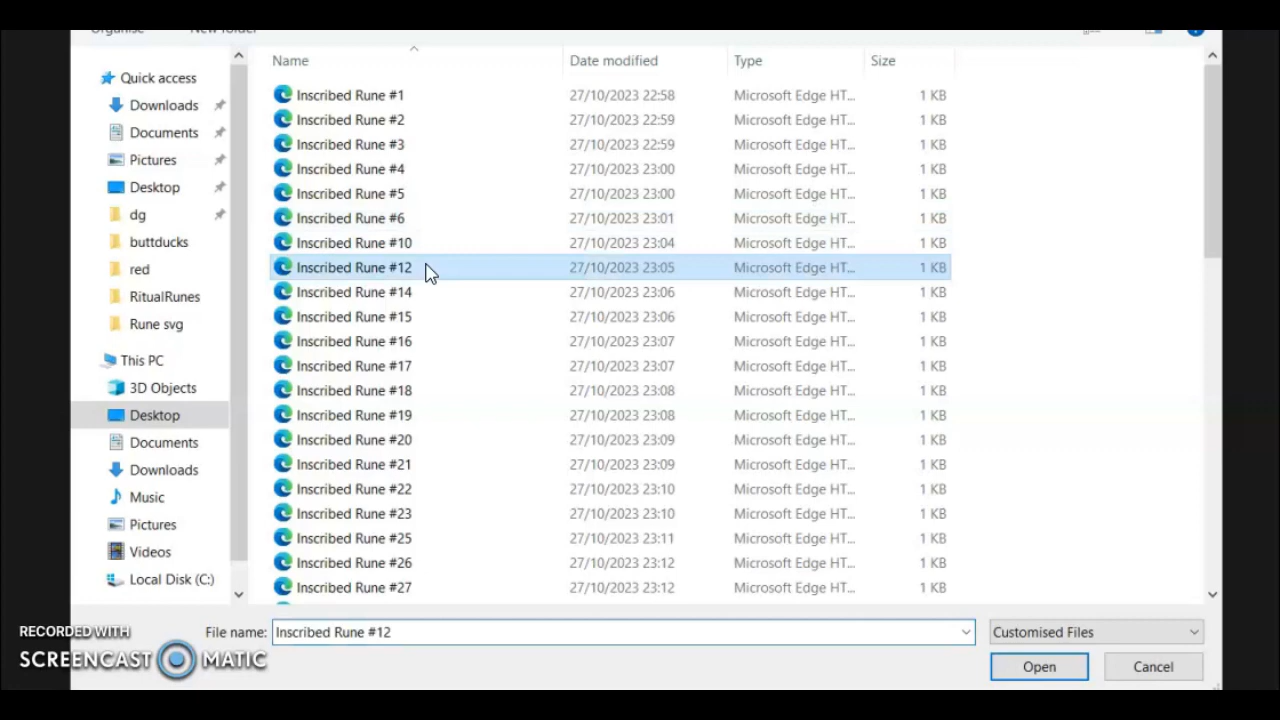 Organise New folder
Name Date modified Type Size
Quick access
Downloads
Documents
Pictures
Desktop
dg
buttducks
red
RitualRunes
Rune svg
This PC
3D Objects
Desktop
Documents
Downloads
Music
Pictures
Videos
Local Disk (C:)
Inscribed Rune #1 27/10/2023 22:58 Microsoft Edge HT... 1 KB
Inscribed Rune #2 27/10/2023 22:59 Microsoft Edge HT... 1 KB
Inscribed Rune #3 27/10/2023 22:59 Microsoft Edge HT... 1 KB
Inscribed Rune #4 27/10/2023 23:00 Microsoft Edge HT... 1 KB
Inscribed Rune #5 27/10/2023 23:00 Microsoft Edge HT... 1 KB
Inscribed Rune #6 27/10/2023 23:01 Microsoft Edge HT... 1 KB
Inscribed Rune #10 27/10/2023 23:04 Microsoft Edge HT... 1 KB
Inscribed Rune #12 27/10/2023 23:05 Microsoft Edge HT... 1 KB
Inscribed Rune #14 27/10/2023 23:06 Microsoft Edge HT... 1 KB
Inscribed Rune #15 27/10/2023 23:06 Microsoft Edge HT... 1 KB
Inscribed Rune #16 27/10/2023 23:07 Microsoft Edge HT... 1 KB
Inscribed Rune #17 27/10/2023 23:07 Microsoft Edge HT... 1 KB
Inscribed Rune #18 27/10/2023 23:08 Microsoft Edge HT... 1 KB
Inscribed Rune #19 27/10/2023 23:08 Microsoft Edge HT... 1 KB
Inscribed Rune #20 27/10/2023 23:09 Microsoft Edge HT... 1 KB
Inscribed Rune #21 27/10/2023 23:09 Microsoft Edge HT... 1 KB
Inscribed Rune #22 27/10/2023 23:10 Microsoft Edge HT... 1 KB
Inscribed Rune #23 27/10/2023 23:10 Microsoft Edge HT... 1 KB
Inscribed Rune #25 27/10/2023 23:11 Microsoft Edge HT... 1 KB
Inscribed Rune #26 27/10/2023 23:12 Microsoft Edge HT... 1 KB
Inscribed Rune #27 27/10/2023 23:12 Microsoft Edge HT... 1 KB
File name: Inscribed Rune #12 Customised Files
Open Cancel
RECORDED WITH
SCREENCAST MATIC